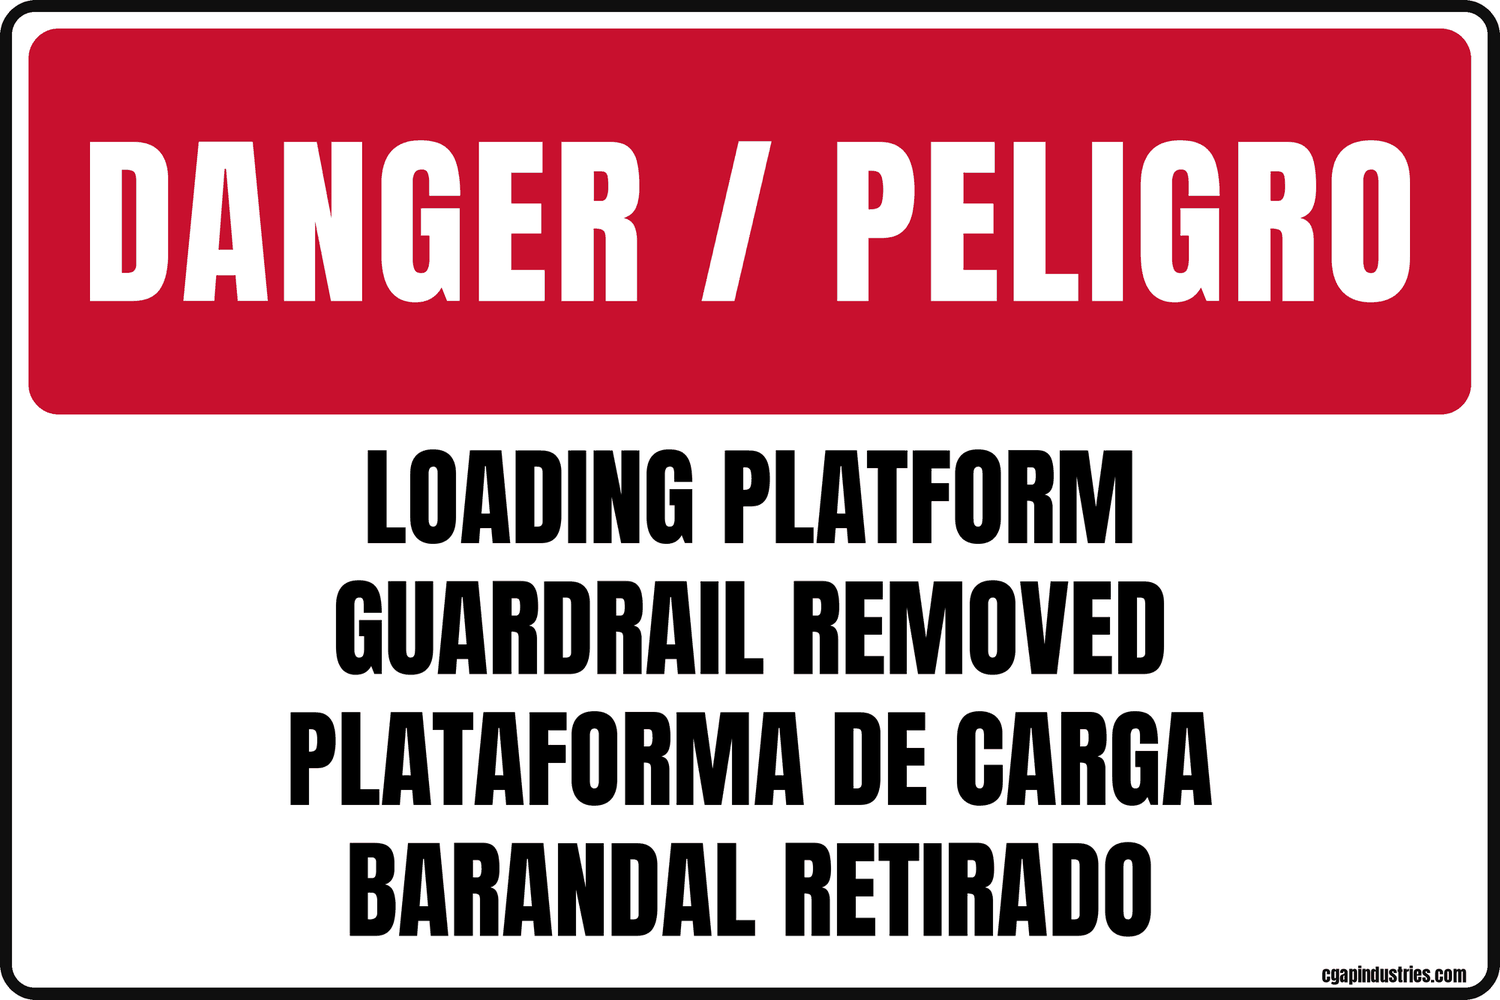 DANGER / PELIGRO
LOADING PLATFORM
GUARDRAIL REMOVED
PLATAFORMA DE CARGA
BARANDAL RETIRADO
cgapindustries.com